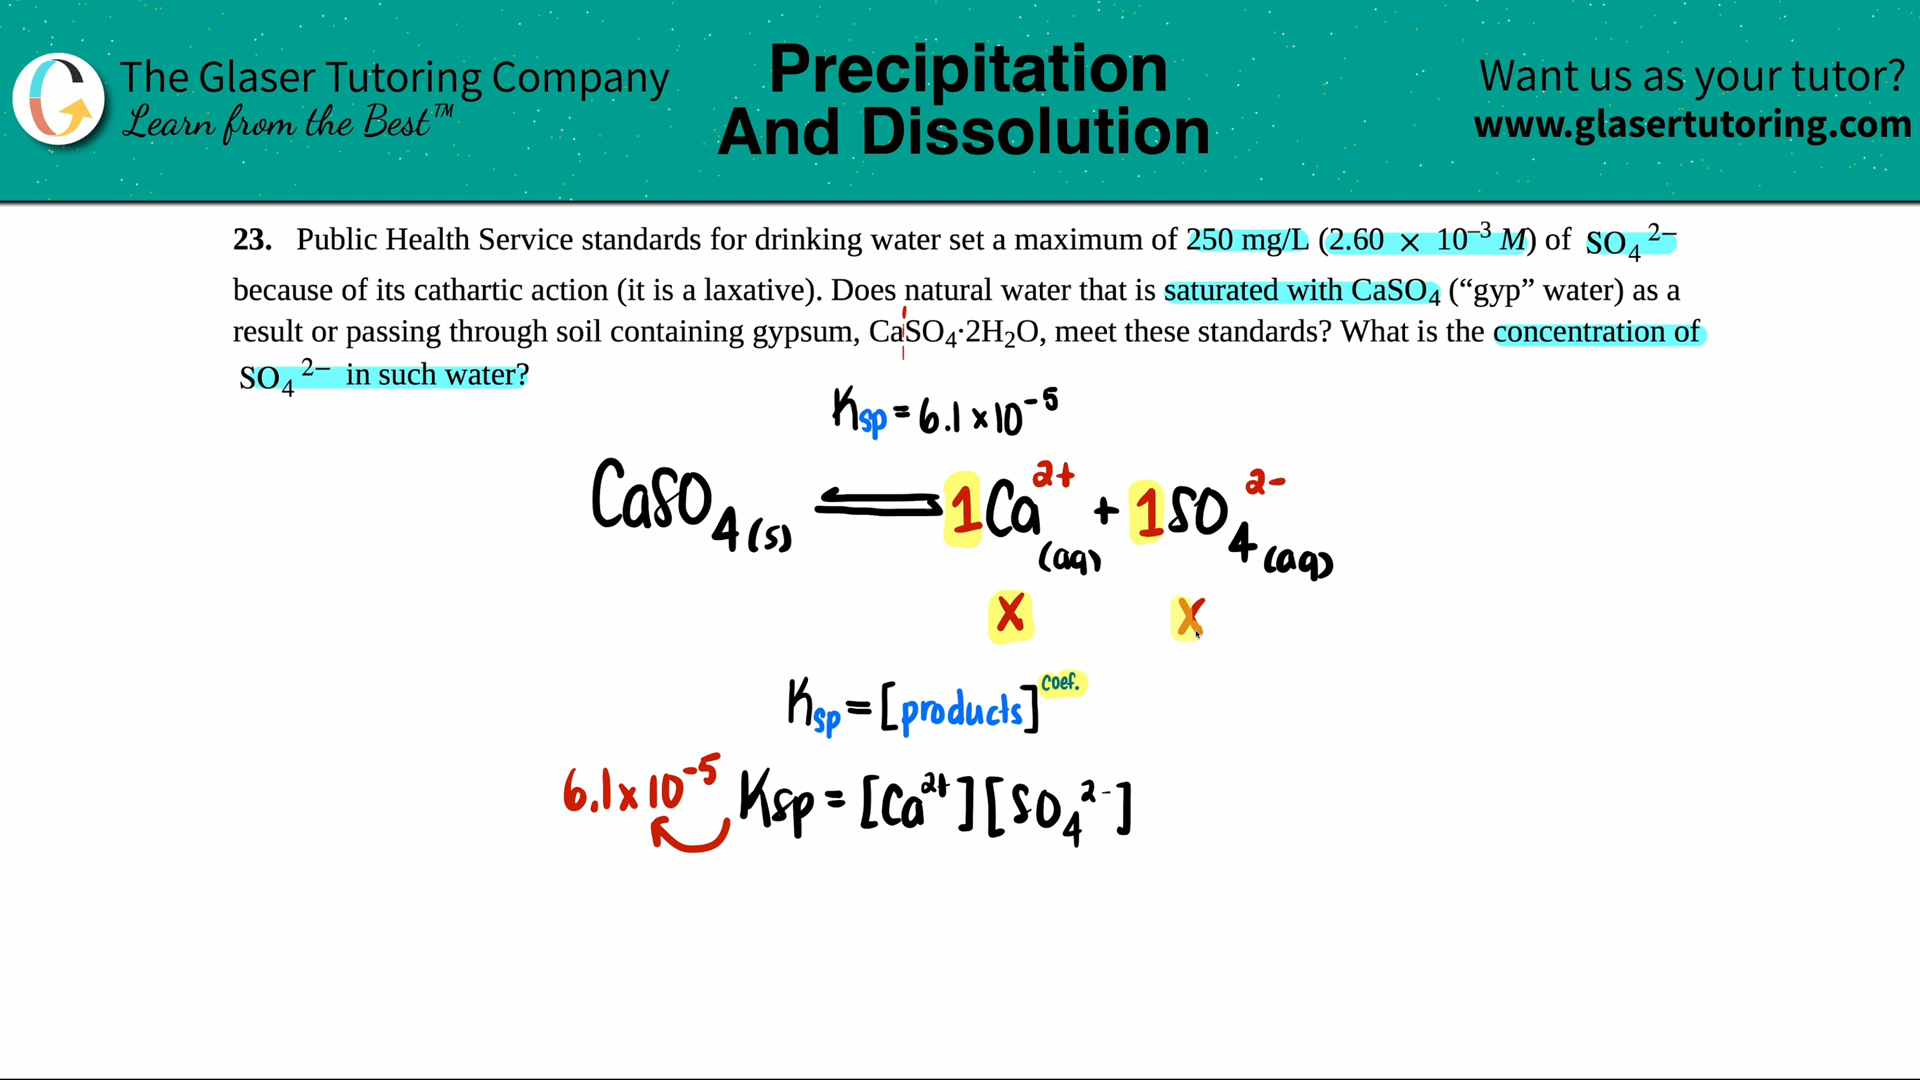 The Glaser Tutoring Company
Learn from the Best™
Precipitation
And Dissolution
Want us as your tutor?
www.glasertutoring.com
23. Public Health Service standards for drinking water set a maximum of 250 mg/L (2.60 × 10⁻³ M) of SO₄²⁻
because of its cathartic action (it is a laxative). Does natural water that is saturated with CaSO₄ (“gyp” water) as a
result or passing through soil containing gypsum, CaSO₄·2H₂O, meet these standards? What is the concentration of
SO₄²⁻ in such water?
Ksp = 6.1 x 10⁻⁵
CaSO₄(s) ⇌ 1Ca²⁺(aq) + 1SO₄²⁻(aq)
X X
Ksp = [products]ᶜᵒᵉᶠ·
6.1 x 10⁻⁵ Ksp = [Ca²⁺][SO₄²⁻]